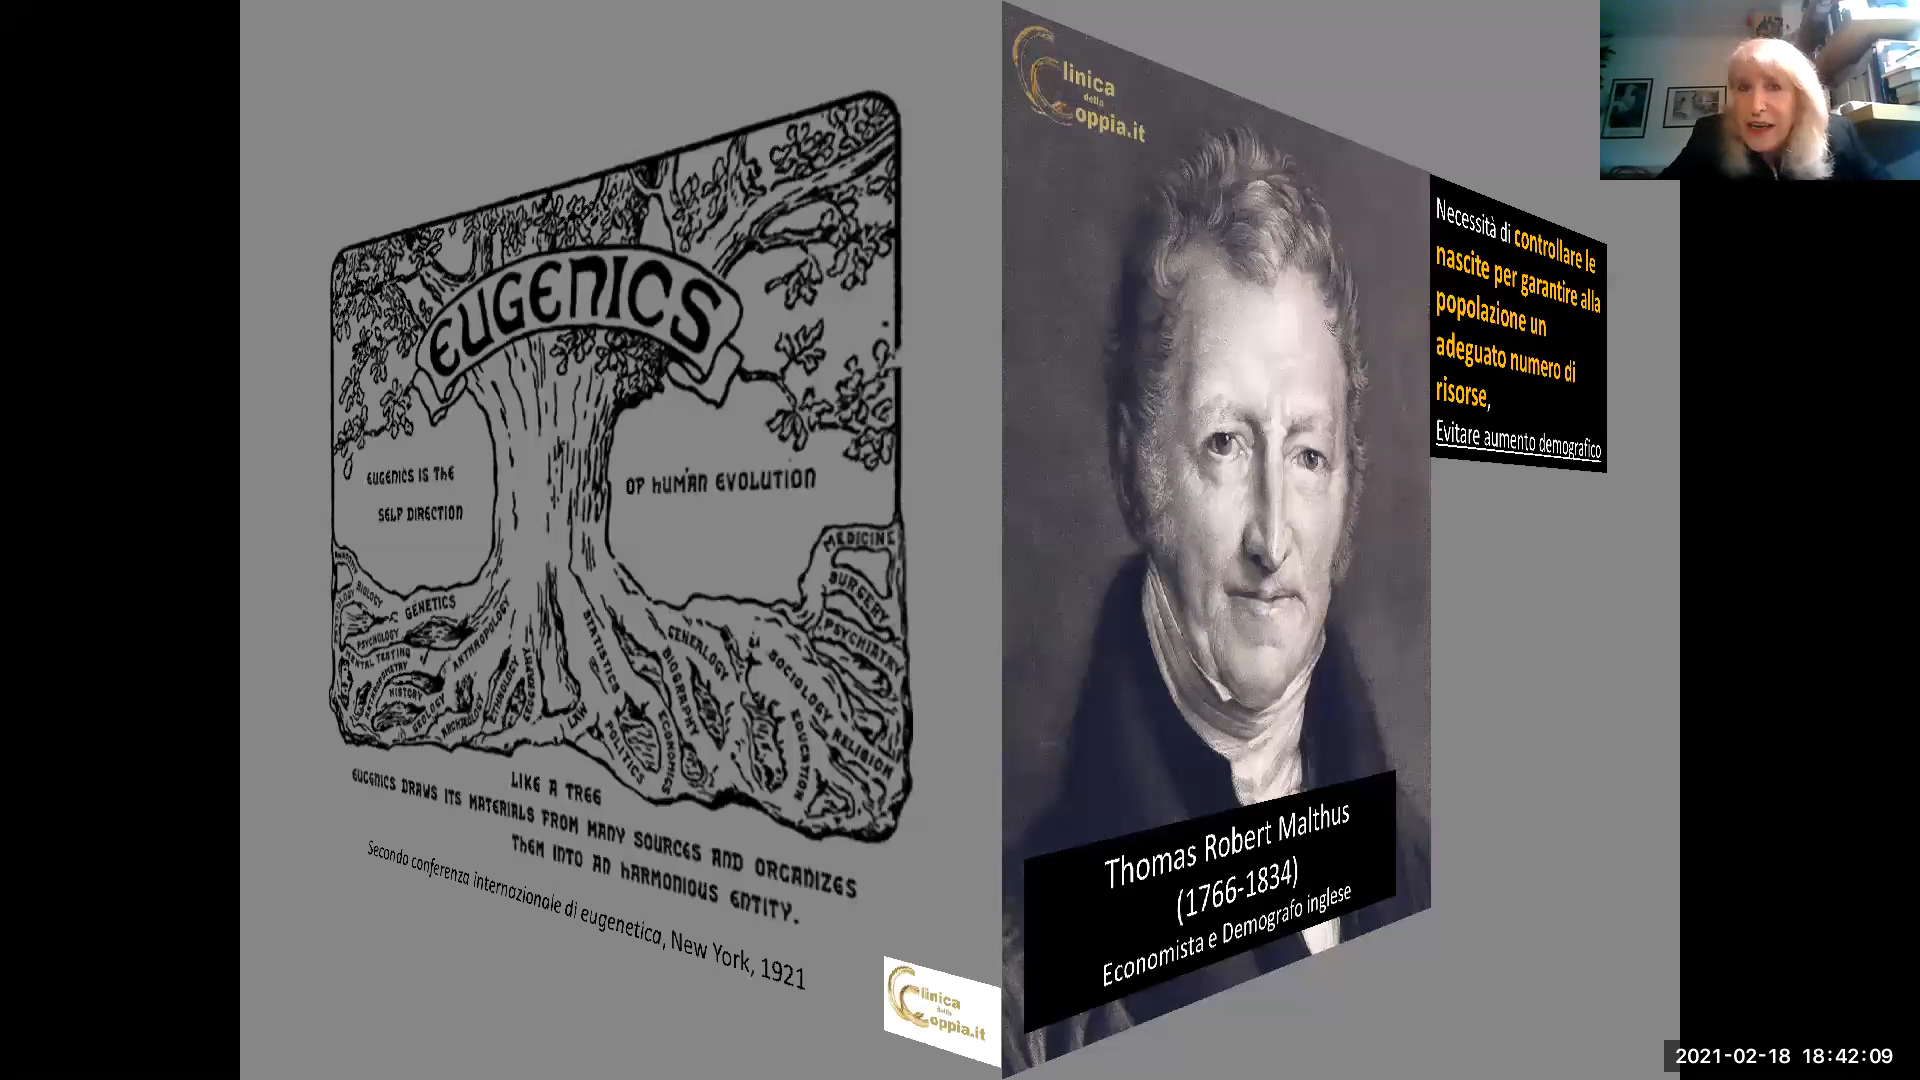 EUGENICS
EUGENICS IS THE
SELF DIRECTION
OF HUMAN EVOLUTION
ANATOMY
BIOLOGY
GENETICS
PSYCHOLOGY
MENTAL TESTING
ANTHROPOMETRY
HISTORY
GEOLOGY
ARCHAEOLOGY
ANTHROPOLOGY
ETHNOLOGY
GEOGRAPHY
LAW
STATISTICS
POLITICS
ECONOMICS
BIOGRAPHY
GENEALOGY
EDUCATION
SOCIOLOGY
RELIGION
PSYCHIATRY
SURGERY
MEDICINE
LIKE A TREE
EUGENICS DRAWS ITS MATERIALS FROM MANY SOURCES AND ORGANIZES
THEM INTO AN HARMONIOUS ENTITY.
Secondo conferenza internazionale di eugenetica, New York, 1921
Clinica
della
Coppia.it
Clinica
della
Coppia.it
Thomas Robert Malthus
(1766-1834)
Economista e Demografo inglese
Necessità di controllare le
nascite per garantire alla
popolazione un
adeguato numero di
risorse,
Evitare aumento demografico
2021-02-18 18:42:09